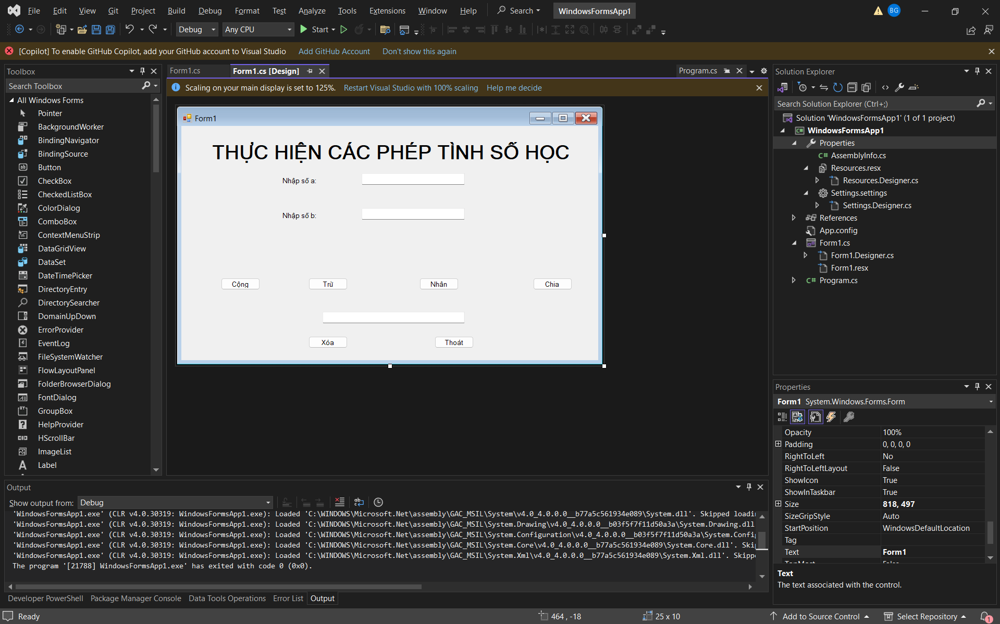 File Edit View Git Project Build Debug Format Test Analyze Tools Extensions Window Help Search WindowsFormsApp1 BG
Debug Any CPU Start
[Copilot] To enable GitHub Copilot, add your GitHub account to Visual Studio Add GitHub Account Don't show this again
Toolbox
Search Toolbox
All Windows Forms
Pointer
BackgroundWorker
BindingNavigator
BindingSource
Button
CheckBox
CheckedListBox
ColorDialog
ComboBox
ContextMenuStrip
DataGridView
DataSet
DateTimePicker
DirectoryEntry
DirectorySearcher
DomainUpDown
ErrorProvider
EventLog
FileSystemWatcher
FlowLayoutPanel
FolderBrowserDialog
FontDialog
GroupBox
HelpProvider
HScrollBar
ImageList
Label
Form1.cs Form1.cs [Design] Program.cs
Scaling on your main display is set to 125%. Restart Visual Studio with 100% scaling Help me decide
Form1
THỰC HIỆN CÁC PHÉP TÌNH SỐ HỌC
Nhập số a:
Nhập số b:
Cộng Trừ Nhân Chia
Xóa Thoát
Solution Explorer
Search Solution Explorer (Ctrl+;)
Solution 'WindowsFormsApp1' (1 of 1 project)
WindowsFormsApp1
Properties
AssemblyInfo.cs
Resources.resx
Resources.Designer.cs
Settings.settings
Settings.Designer.cs
References
App.config
Form1.cs
Form1.Designer.cs
Form1.resx
Program.cs
Properties
Form1 System.Windows.Forms.Form
Opacity 100%
Padding 0, 0, 0, 0
RightToLeft No
RightToLeftLayout False
ShowIcon True
ShowInTaskbar True
Size 818, 497
SizeGripStyle Auto
StartPosition WindowsDefaultLocation
Tag
Text Form1
Text
The text associated with the control.
Output
Show output from: Debug
'WindowsFormsApp1.exe' (CLR v4.0.30319: WindowsFormsApp1.exe): Loaded 'C:\WINDOWS\Microsoft.Net\assembly\GAC_MSIL\System\v4.0_4.0.0.0__b77a5c561934e089\System.dll'. Skipped loadi
'WindowsFormsApp1.exe' (CLR v4.0.30319: WindowsFormsApp1.exe): Loaded 'C:\WINDOWS\Microsoft.Net\assembly\GAC_MSIL\System.Drawing\v4.0_4.0.0.0__b03f5f7f11d50a3a\System.Drawing.dll
'WindowsFormsApp1.exe' (CLR v4.0.30319: WindowsFormsApp1.exe): Loaded 'C:\WINDOWS\Microsoft.Net\assembly\GAC_MSIL\System.Configuration\v4.0_4.0.0.0__b03f5f7f11d50a3a\System.Confi
'WindowsFormsApp1.exe' (CLR v4.0.30319: WindowsFormsApp1.exe): Loaded 'C:\WINDOWS\Microsoft.Net\assembly\GAC_MSIL\System.Core\v4.0_4.0.0.0__b77a5c561934e089\System.Core.dll'. Ski
'WindowsFormsApp1.exe' (CLR v4.0.30319: WindowsFormsApp1.exe): Loaded 'C:\WINDOWS\Microsoft.Net\assembly\GAC_MSIL\System.Xml\v4.0_4.0.0.0__b77a5c561934e089\System.Xml.dll'. Skipp
The program '[21788] WindowsFormsApp1.exe' has exited with code 0 (0x0).
Developer PowerShell Package Manager Console Data Tools Operations Error List Output
Ready 464 , -18 25 x 10 Add to Source Control Select Repository 1